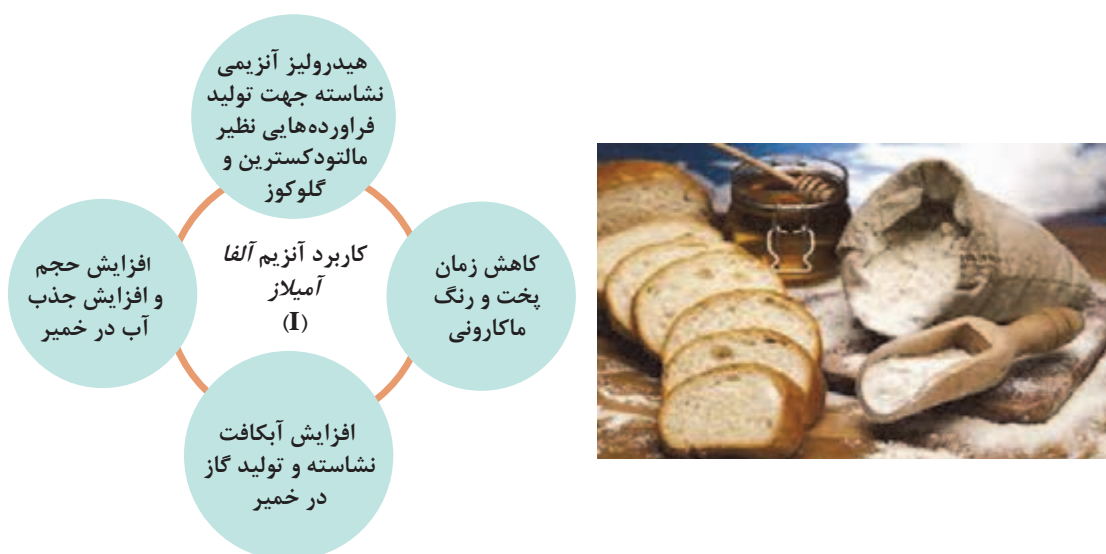 هیدرولیز آنزیمی
نشاسته جهت تولید
فراورده‌هایی نظیر
مالتودکسترین و
گلوکوز
کاربرد آنزیم آلفا
آمیلاز
(I)
کاهش زمان
پخت و رنگ
ماکارونی
افزایش حجم
و افزایش جذب
آب در خمیر
افزایش آبکافت
نشاسته و تولید گاز
در خمیر